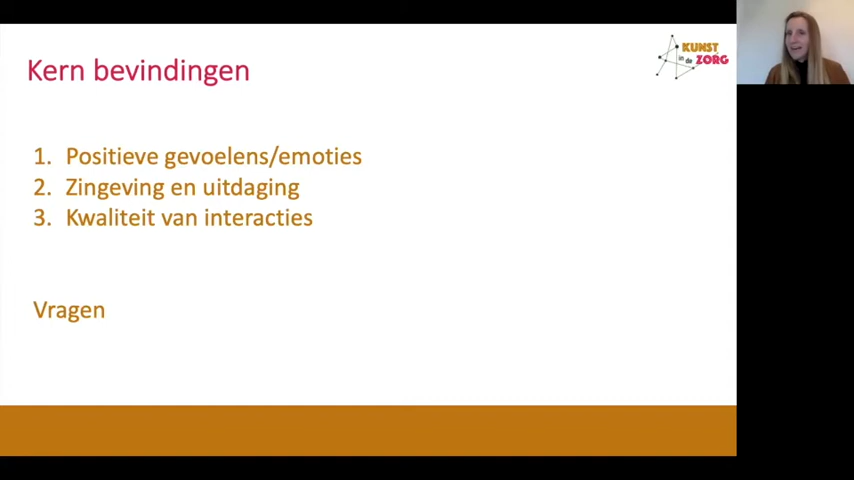 Kern bevindingen
KUNST
in de ZORG
1. Positieve gevoelens/emoties
2. Zingeving en uitdaging
3. Kwaliteit van interacties
Vragen